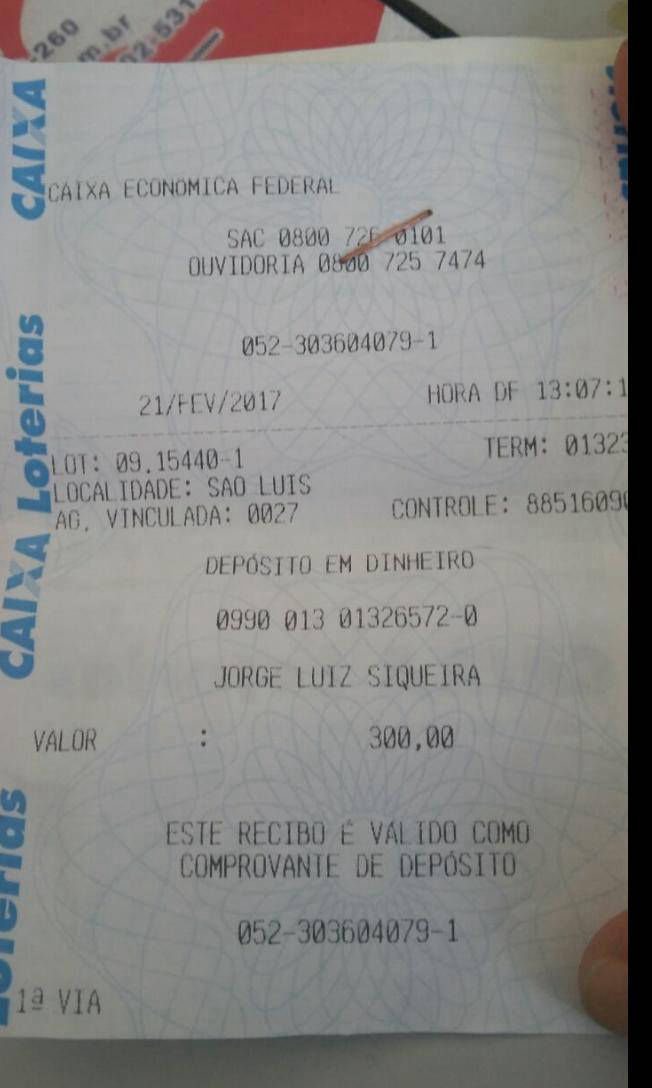 -260
m.br
02-531
CAIXA
CAIXA ECONOMICA FEDERAL
SAC 0800 726 0101
OUVIDORIA 0800 725 7474
052-303604079-1
21/FEV/2017 HORA DF 13:07:1
CAIXA Loterias
LOT: 09.15440-1 TERM: 01323
LOCALIDADE: SAO LUIS
AG. VINCULADA: 0027 CONTROLE: 88516090
DEPÓSITO EM DINHEIRO
0990 013 01326572-0
JORGE LUIZ SIQUEIRA
VALOR : 300,00
ESTE RECIBO É VÁLIDO COMO
COMPROVANTE DE DEPÓSITO
052-303604079-1
Loterias
1ª VIA